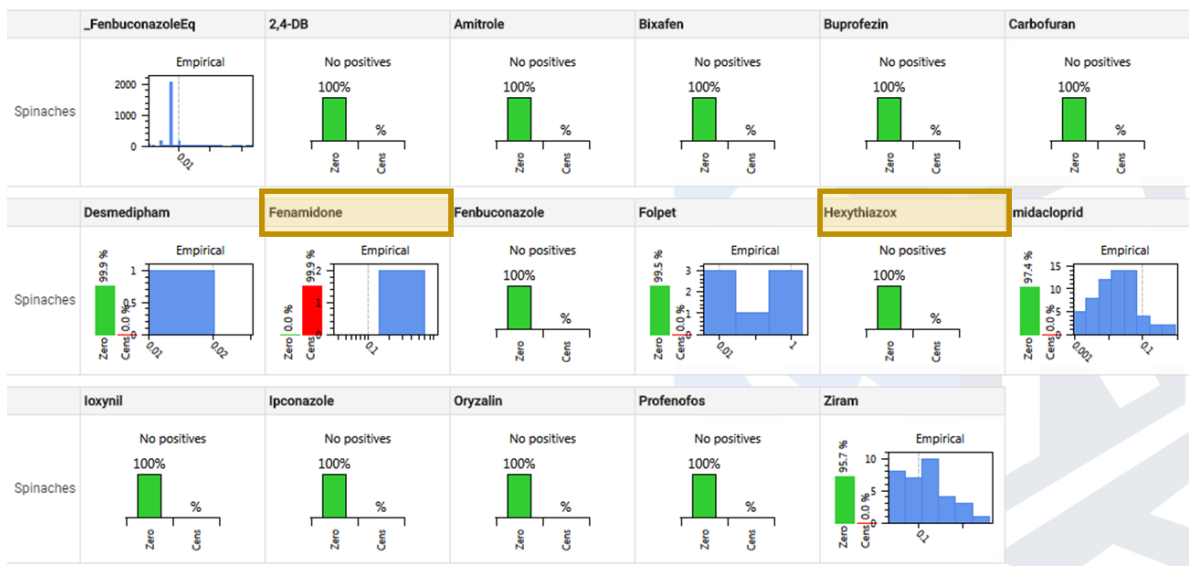 _FenbuconazoleEq 2,4-DB Amitrole Bixafen Buprofezin Carbofuran
Empirical No positives No positives No positives No positives No positives
2000 100% 100% 100% 100% 100%
Spinaches
1000 % % % % %
0
0.01 Zero Cens Zero Cens Zero Cens Zero Cens Zero Cens
Desmedipham Fenamidone Fenbuconazole Folpet Hexythiazox midacloprid
Empirical Empirical No positives Empirical No positives Empirical
99.9 % 1 0.5 0 0.0 % 0.0 % 99.9 % 2 1 0 100% 99.5 % 3 2 1 0 0.0 % 100% 97.4 % 15 10 5 0 0.0 %
Spinaches
% %
Zero Cens 0.01 0.02 Zero Cens 0.1 Zero Cens Zero Cens 0.01 1 Zero Cens Zero Cens 0.001 0.1
Ioxynil Ipconazole Oryzalin Profenofos Ziram
No positives No positives No positives No positives Empirical
100% 100% 100% 100% 95.7 % 10
Spinaches
% % % % 0.0 % 5
0
Zero Cens Zero Cens Zero Cens Zero Cens Zero Cens 0.1